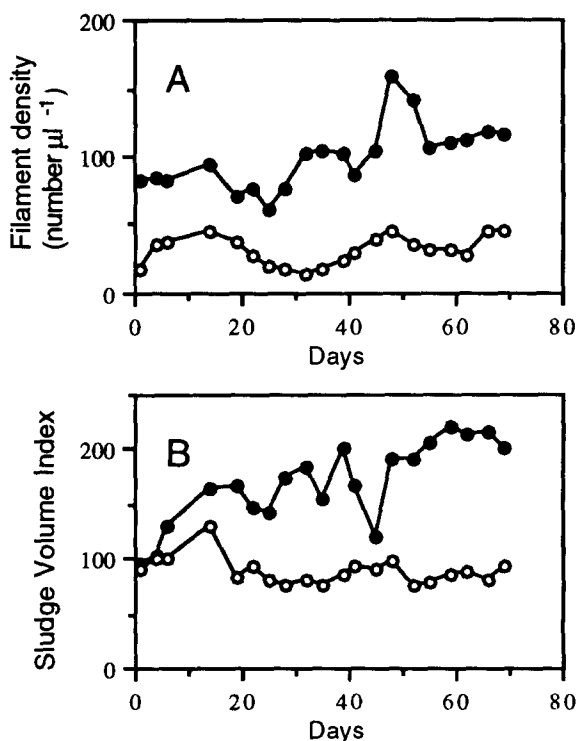 200
A
Filament density
(number µl -1)
100
0
0 20 40 60 80
Days
B
200
Sludge Volume Index
100
0
0 20 40 60 80
Days